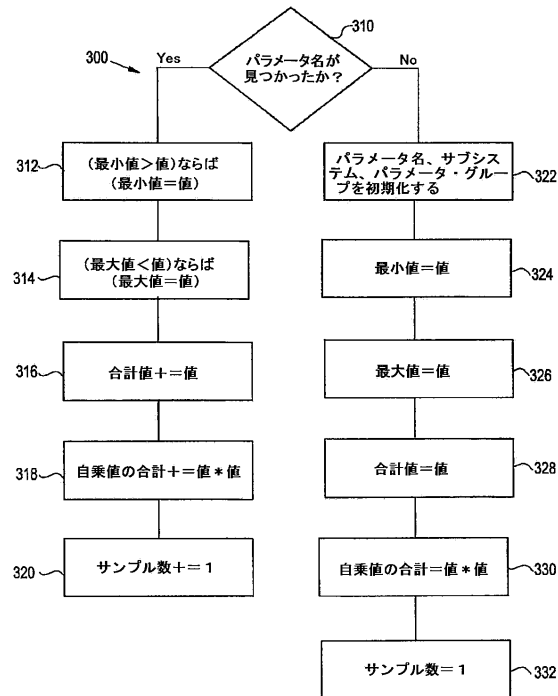 310
パラメータ名が
見つかったか？
300
Yes
No
312
(最小値＞値)ならば
(最小値＝値)
314
(最大値＜値)ならば
(最大値＝値)
316
合計値＋＝値
318
自乗値の合計＋＝値＊値
320
サンプル数＋＝１
パラメータ名、サブシス
テム、パラメータ・グルー
プを初期化する
322
最小値＝値
324
最大値＝値
326
合計値＝値
328
自乗値の合計＝値＊値
330
サンプル数＝１
332